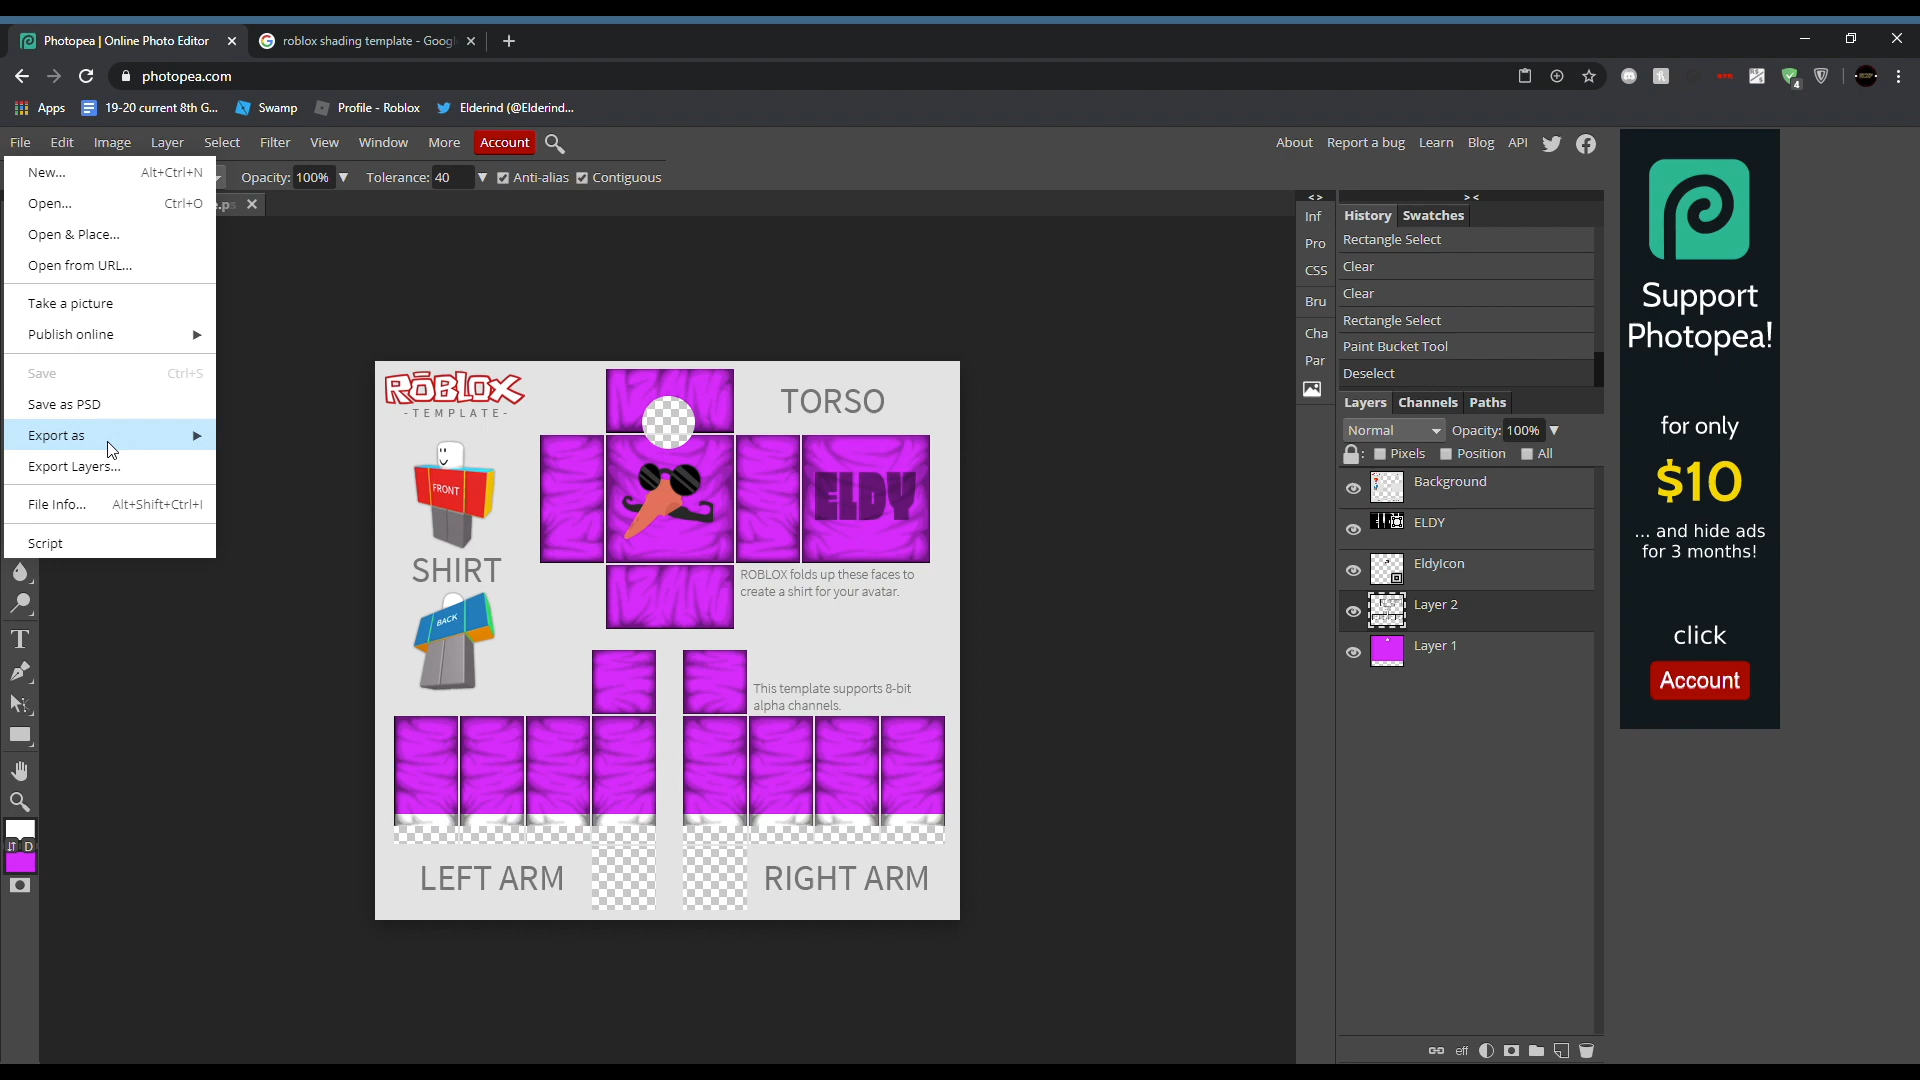 Photopea | Online Photo Editor
roblox shading template - Googl
photopea.com
4
Apps
19-20 current 8th G...
Swamp
Profile - Roblox
Elderind (@Elderind...
File Edit Image Layer Select Filter View Window More Account
About Report a bug Learn Blog API
Opacity: 100% Tolerance: 40 Anti-alias Contiguous
New... Alt+Ctrl+N
Open... Ctrl+O
Open & Place...
Open from URL...
Take a picture
Publish online
Save Ctrl+S
Save as PSD
Export as
Export Layers...
File Info... Alt+Shift+Ctrl+I
Script
T
D
ROBLOX
-TEMPLATE-
TORSO
FRONT
SHIRT
BACK
ELDY
ROBLOX folds up these faces to
create a shirt for your avatar.
This template supports 8-bit
alpha channels.
LEFT ARM
RIGHT ARM
< >
Inf
Pro
CSS
Bru
Cha
Par
> <
History Swatches
Rectangle Select
Clear
Clear
Rectangle Select
Paint Bucket Tool
Deselect
Layers Channels Paths
Normal Opacity: 100%
: Pixels Position All
Background
ELDY
EldyIcon
Layer 2
Layer 1
eff
Support
Photopea!
for only
$10
... and hide ads
for 3 months!
click
Account